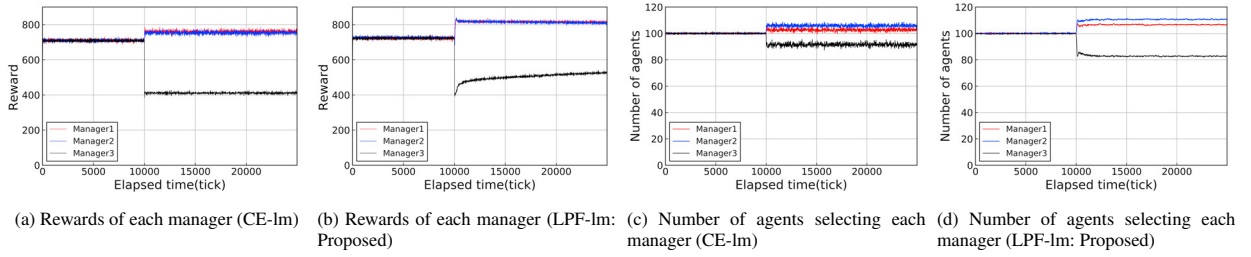 800
600
400
200
0
Reward
0
5000
10000
15000
20000
Elapsed time(tick)
Manager1
Manager2
Manager3
(a) Rewards of each manager (CE-lm)
800
600
400
200
0
Reward
0
5000
10000
15000
20000
Elapsed time(tick)
Manager1
Manager2
Manager3
(b) Rewards of each manager (LPF-lm:
Proposed)
120
100
80
60
40
20
0
Number of agents
0
5000
10000
15000
20000
Elapsed time(tick)
Manager1
Manager2
Manager3
(c) Number of agents selecting each
manager (CE-lm)
120
100
80
60
40
20
0
Number of agents
0
5000
10000
15000
20000
Elapsed time(tick)
Manager1
Manager2
Manager3
(d) Number of agents selecting each
manager (LPF-lm: Proposed)